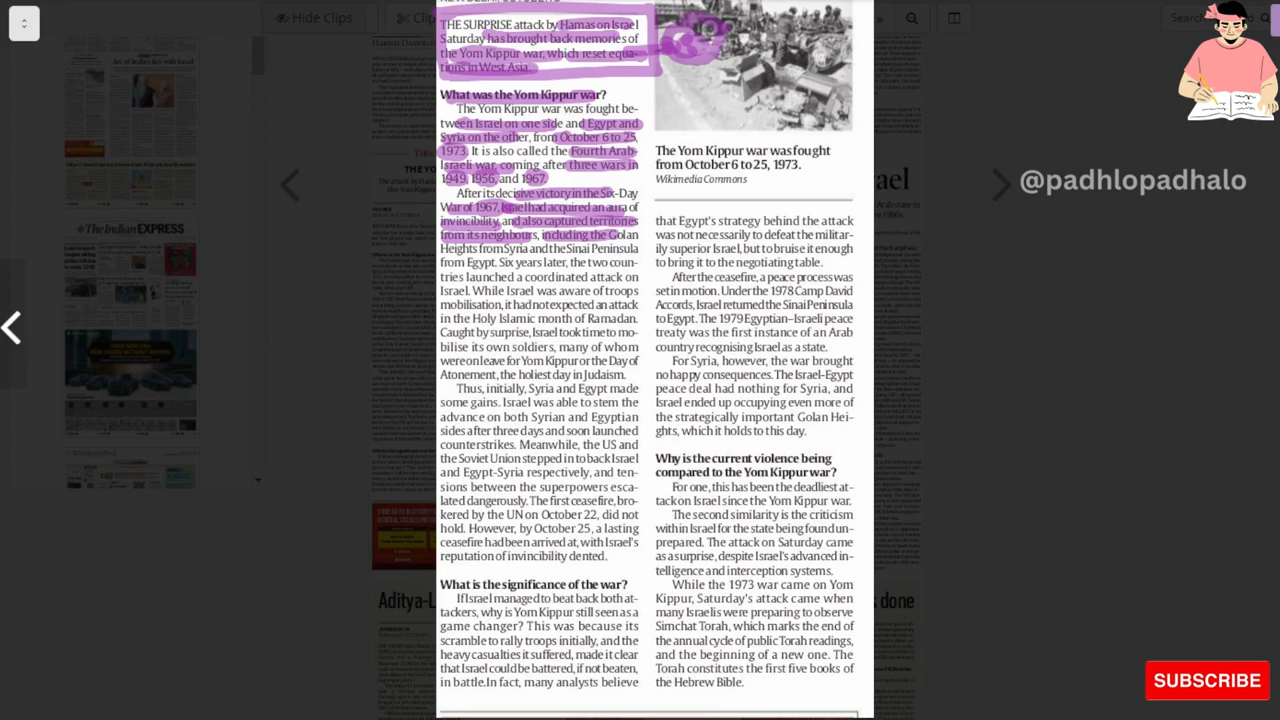 Hide Clips
Clip
Search
THE SURPRISE attack by Hamas on Israel
Saturday has brought back memories of
the Yom Kippur war, which reset equa-
tions in West Asia.
What was the Yom Kippur war?
The Yom Kippur war was fought be-
tween Israel on one side and Egypt and
Syria on the other, from October 6 to 25,
1973. It is also called the Fourth Arab-
Israeli war, coming after three wars in
1949, 1956, and 1967.
After its decisive victory in the Six-Day
War of 1967, Israel had acquired an aura of
invincibility, and also captured territories
from its neighbours, including the Golan
Heights from Syria and the Sinai Peninsula
from Egypt. Six years later, the two coun-
tries launched a coordinated attack on
Israel. While Israel was aware of troops
mobilisation, it had not expected an attack
in the Holy Islamic month of Ramadan.
Caught by surprise, Israel took time to mo-
bilise its own soldiers, many of whom
were on leave for Yom Kippur or the Day of
Atonement, the holiest day in Judaism.
Thus, initially, Syria and Egypt made
some gains. Israel was able to stem the
advance on both Syrian and Egyptian
sides after three days and soon launched
counterstrikes. Meanwhile, the US and
the Soviet Union stepped in to back Israel
and Egypt-Syria respectively, and ten-
sions between the superpowers esca-
lated dangerously. The first ceasefire, bro-
kered by the UN on October 22, did not
hold. However, by October 25, a lasting
ceasefire had been arrived at, with Israel's
reputation of invincibility dented.
What is the significance of the war?
If Israel managed to beat back both at-
tackers, why is Yom Kippur still seen as a
game changer? This was because its
scramble to rally troops initially, and the
heavy casualties it suffered, made it clear
that Israel could be battered, if not beaten,
in battle. In fact, many analysts believe
The Yom Kippur war was fought
from October 6 to 25, 1973.
Wikimedia Commons
that Egypt's strategy behind the attack
was not necessarily to defeat the militar-
ily superior Israel, but to bruise it enough
to bring it to the negotiating table.
After the ceasefire, a peace process was
set in motion. Under the 1978 Camp David
Accords, Israel returned the Sinai Peninsula
to Egypt. The 1979 Egyptian–Israeli peace
treaty was the first instance of an Arab
country recognising Israel as a state.
For Syria, however, the war brought
no happy consequences. The Israel-Egypt
peace deal had nothing for Syria, and
Israel ended up occupying even more of
the strategically important Golan Hei-
ghts, which it holds to this day.
Why is the current violence being
compared to the Yom Kippur war?
For one, this has been the deadliest at-
tack on Israel since the Yom Kippur war.
The second similarity is the criticism
within Israel for the state being found un-
prepared. The attack on Saturday came
as a surprise, despite Israel's advanced in-
telligence and interception systems.
While the 1973 war came on Yom
Kippur, Saturday's attack came when
many Israelis were preparing to observe
Simchat Torah, which marks the end of
the annual cycle of public Torah readings,
and the beginning of a new one. The
Torah constitutes the first five books of
the Hebrew Bible.
@padhlopadhalo
The Indian EXPRESS
Aditya-L
done
SUBSCRIBE